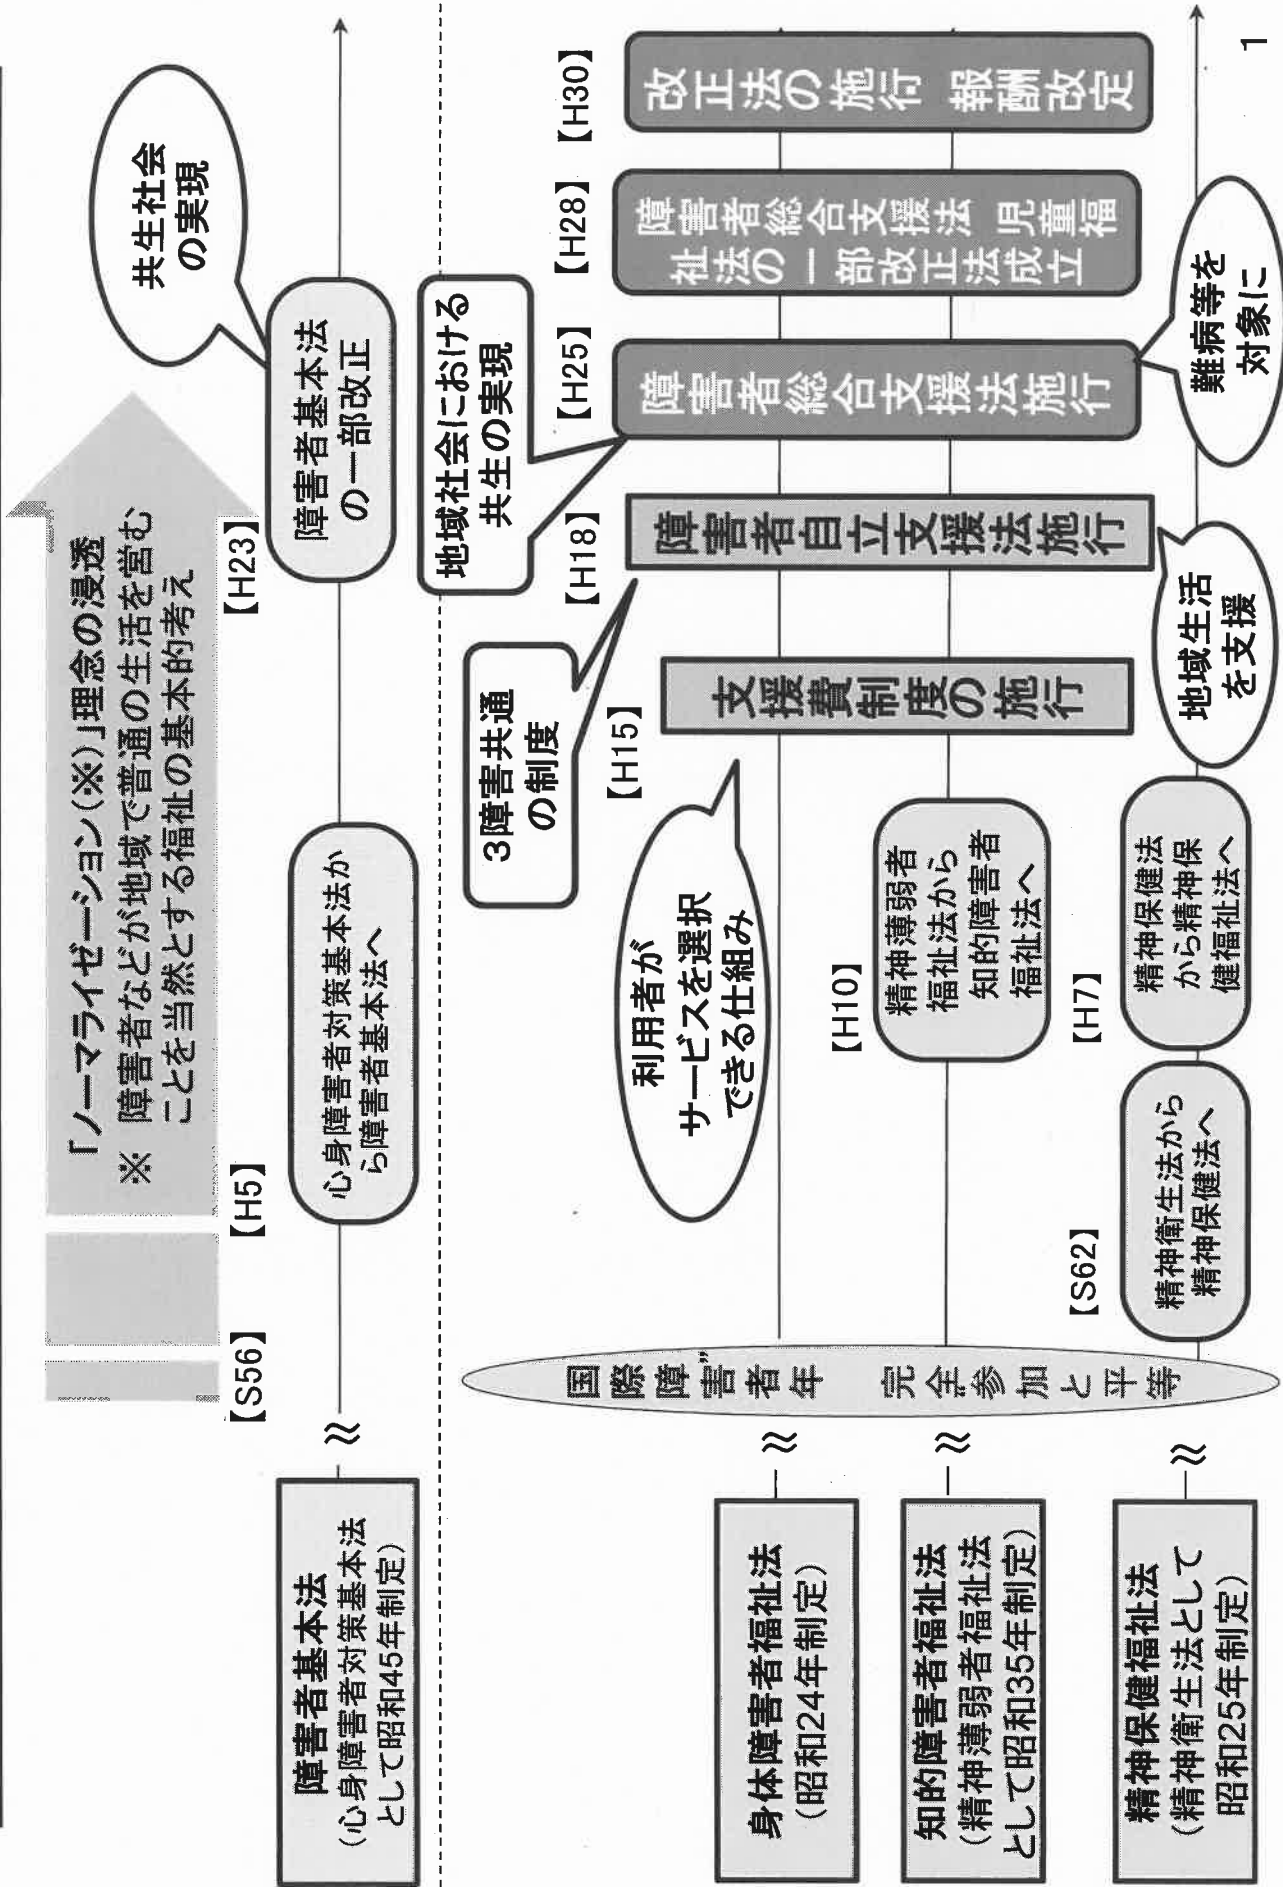 「ノーマライゼーション(※)」理念の浸透
※ 障害者などが地域で普通の生活を営む
ことを当然とする福祉の基本的考え
共生社会
の実現
【S56】
【H5】
【H23】
障害者基本法
(心身障害者対策基本法
として昭和45年制定)
心身障害者対策基本法か
ら障害者基本法へ
障害者基本法
の一部改正
地域社会における
共生の実現
3障害共通
の制度
利用者が
サービスを選択
できる仕組み
【H15】
【H18】
【H25】
【H28】
【H30】
国際障害者年 完全参加と平等
支援費制度の施行
障害者自立支援法施行
障害者総合支援法施行
障害者総合支援法 児童福
祉法の一部改正法成立
改正法の施行 報酬改定
身体障害者福祉法
(昭和24年制定)
知的障害者福祉法
(精神薄弱者福祉法
として昭和35年制定)
【H10】
精神薄弱者
福祉法から
知的障害者
福祉法へ
精神保健福祉法
(精神衛生法として
昭和25年制定)
【S62】
精神衛生法から
精神保健法へ
【H7】
精神保健法
から精神保
健福祉法へ
地域生活
を支援
難病等を
対象に
1